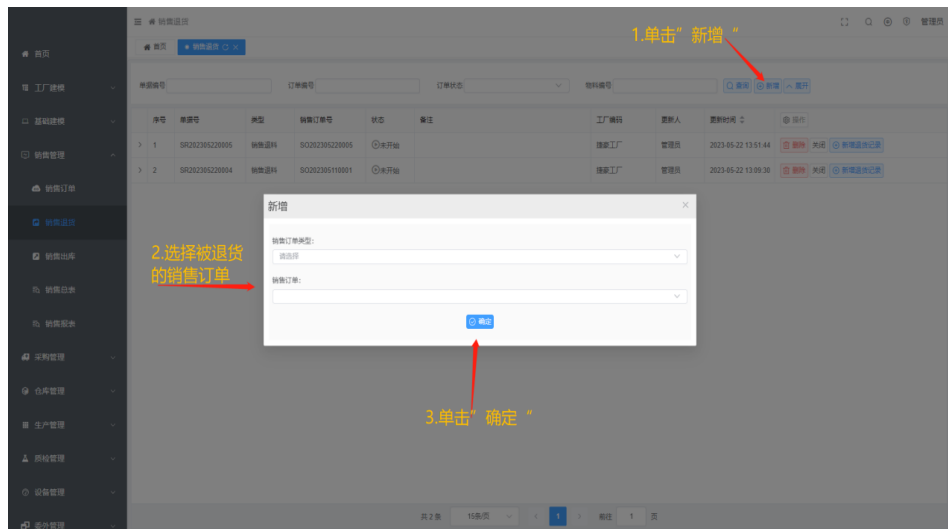 销售退货
管理员
首页
销售退货
1.单击”新增“
首页
工厂建模
基础建模
销售管理
销售订单
销售退货
销售出库
销售总表
销售报表
采购管理
仓库管理
生产管理
质检管理
设备管理
委外管理
单据编号
订单编号
订单状态
物料编号
查询
新增
展开
序号 单据号 类型 销售订单号 状态 备注 工厂编码 更新人 更新时间 操作
1 SR202305220005 销售退料 SO202305220005 未开始 管理员 2023-05-22 13:51:44 删除 关闭 新增退货记录
2 SR202305220004 销售退料 SO202305110001 未开始 管理员 2023-05-22 13:09:30 删除 关闭 新增退货记录
新增
销售订单类型:
请选择
销售订单:
确定
2.选择被退货
的销售订单
3.单击”确定“
共 2 条 15条/页 1 前往 1 页